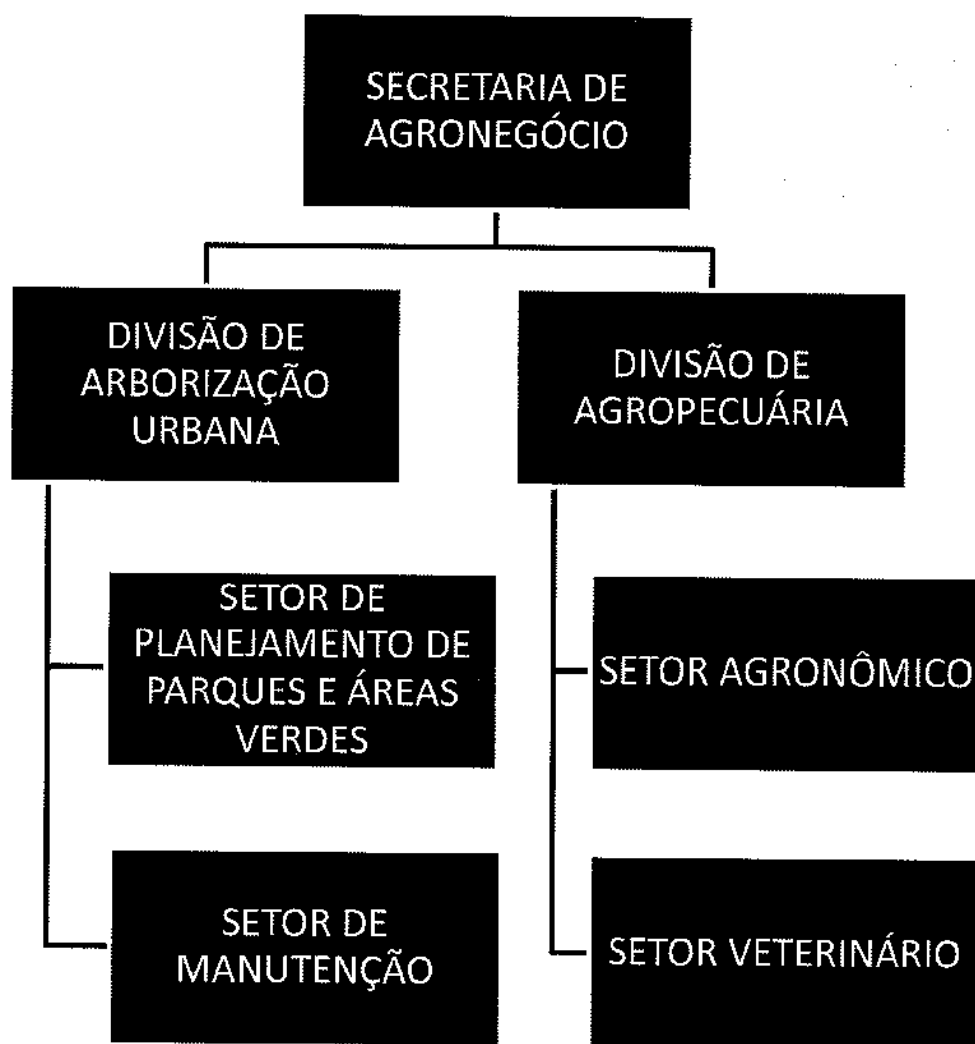 SECRETARIA DE
AGRONEGÓCIO
DIVISÃO DE
ARBORIZAÇÃO
URBANA
DIVISÃO DE
AGROPECUÁRIA
SETOR DE
PLANEJAMENTO DE
PARQUES E ÁREAS
VERDES
SETOR AGRONÔMICO
SETOR DE
MANUTENÇÃO
SETOR VETERINÁRIO